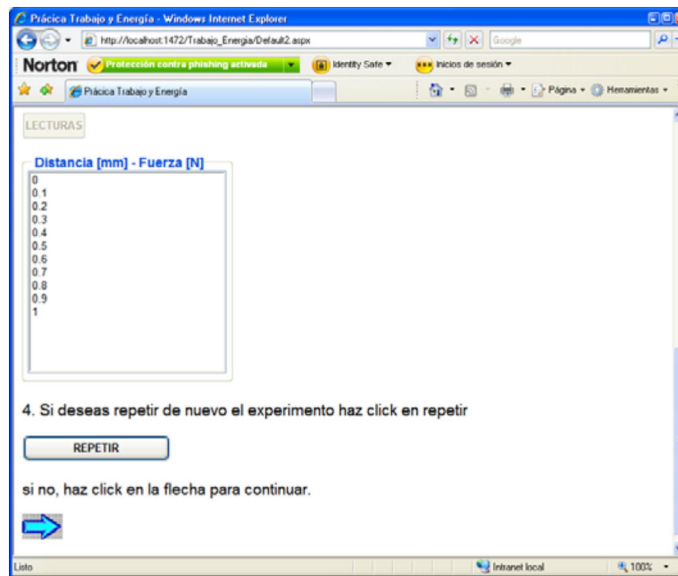 Prácica Trabajo y Energía - Windows Internet Explorer
http://localhost:1472/Trabajo_Energia/Default2.aspx
Google
Norton
Protección contra phishing activada
Identity Safe
Inicios de sesión
Prácica Trabajo y Energía
Página
Herramientas
LECTURAS
Distancia [mm] - Fuerza [N]
0
0.1
0.2
0.3
0.4
0.5
0.6
0.7
0.8
0.9
1
4. Si deseas repetir de nuevo el experimento haz click en repetir
REPETIR
si no, haz click en la flecha para continuar.
Listo
Intranet local
100%